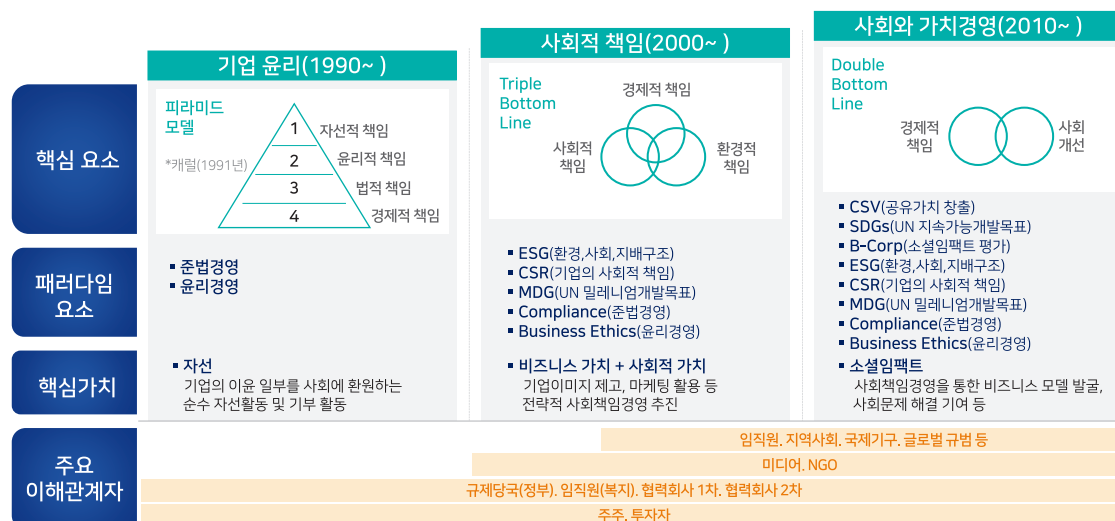 기업 윤리(1990~ )
사회적 책임(2000~ )
사회와 가치경영(2010~ )
핵심 요소
피라미드
모델
*캐럴(1991년)
1
자선적 책임
2
윤리적 책임
3
법적 책임
4
경제적 책임
Triple
Bottom
Line
경제적 책임
사회적
책임
환경적
책임
Double
Bottom
Line
경제적
책임
사회
개선
패러다임
요소
▪ 준법경영
▪ 윤리경영
▪ ESG(환경,사회,지배구조)
▪ CSR(기업의 사회적 책임)
▪ MDG(UN 밀레니엄개발목표)
▪ Compliance(준법경영)
▪ Business Ethics(윤리경영)
▪ CSV(공유가치 창출)
▪ SDGs(UN 지속가능개발목표)
▪ B-Corp(소셜임팩트 평가)
▪ ESG(환경,사회,지배구조)
▪ CSR(기업의 사회적 책임)
▪ MDG(UN 밀레니엄개발목표)
▪ Compliance(준법경영)
▪ Business Ethics(윤리경영)
핵심가치
▪ 자선
기업의 이윤 일부를 사회에 환원하는
순수 자선활동 및 기부 활동
▪ 비즈니스 가치 + 사회적 가치
기업이미지 제고, 마케팅 활용 등
전략적 사회책임경영 추진
▪ 소셜임팩트
사회책임경영을 통한 비즈니스 모델 발굴,
사회문제 해결 기여 등
주요
이해관계자
임직원. 지역사회. 국제기구. 글로벌 규범 등
미디어. NGO
규제당국(정부). 임직원(복지). 협력회사 1차. 협력회사 2차
주주. 투자자